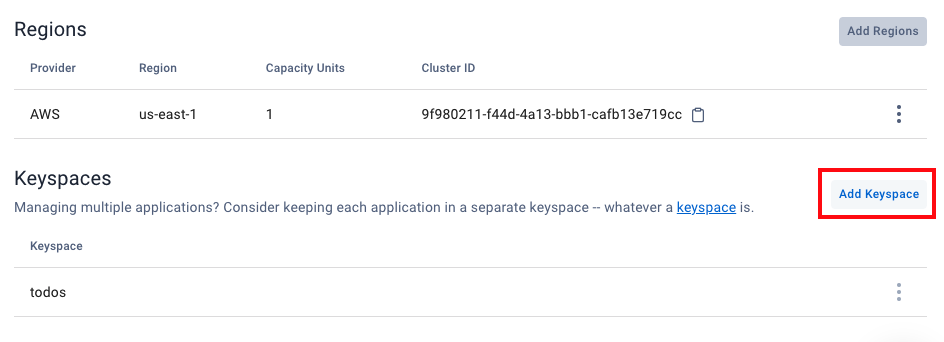 Regions
Add Regions
Provider Region Capacity Units Cluster ID
AWS us-east-1 1 9f980211-f44d-4a13-bbb1-cafb13e719cc
Keyspaces
Add Keyspace
Managing multiple applications? Consider keeping each application in a separate keyspace -- whatever a keyspace is.
Keyspace
todos